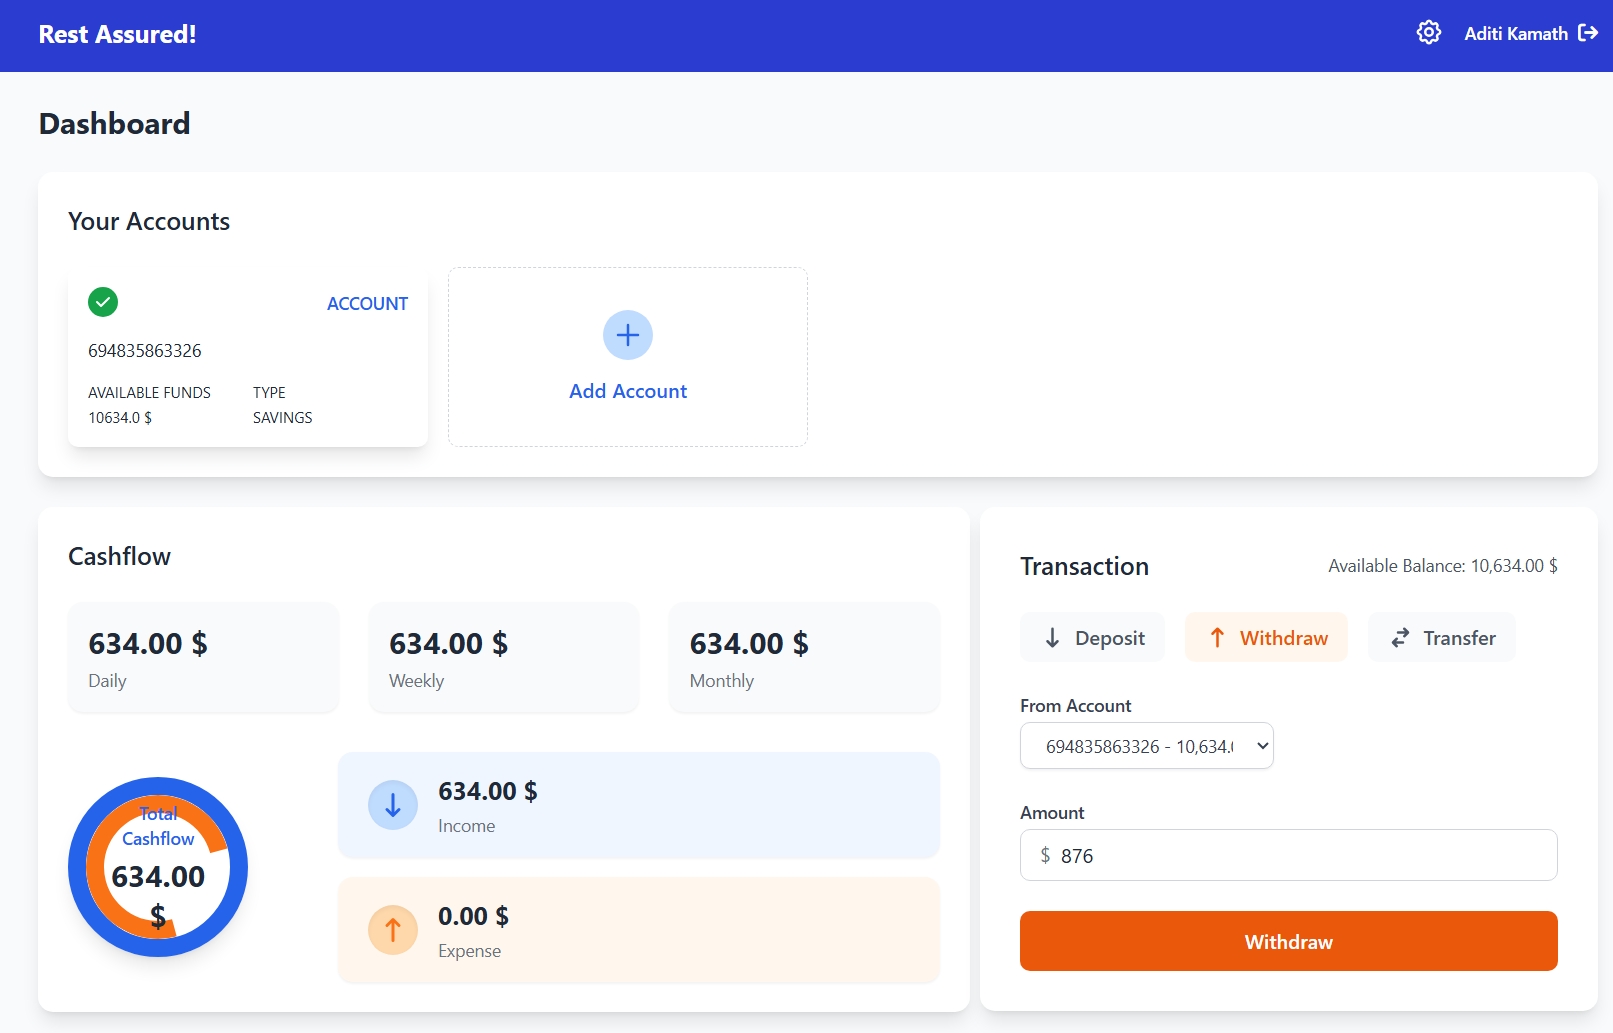 Rest Assured!
Aditi Kamath
Dashboard
Your Accounts
ACCOUNT
694835863326
AVAILABLE FUNDS TYPE
10634.0 $ SAVINGS
Add Account
Cashflow
634.00 $ 634.00 $ 634.00 $
Daily Weekly Monthly
Total
Cashflow
634.00
$
634.00 $
Income
0.00 $
Expense
Transaction Available Balance: 10,634.00 $
Deposit Withdraw Transfer
From Account
694835863326 - 10,634.
Amount
$ 876
Withdraw